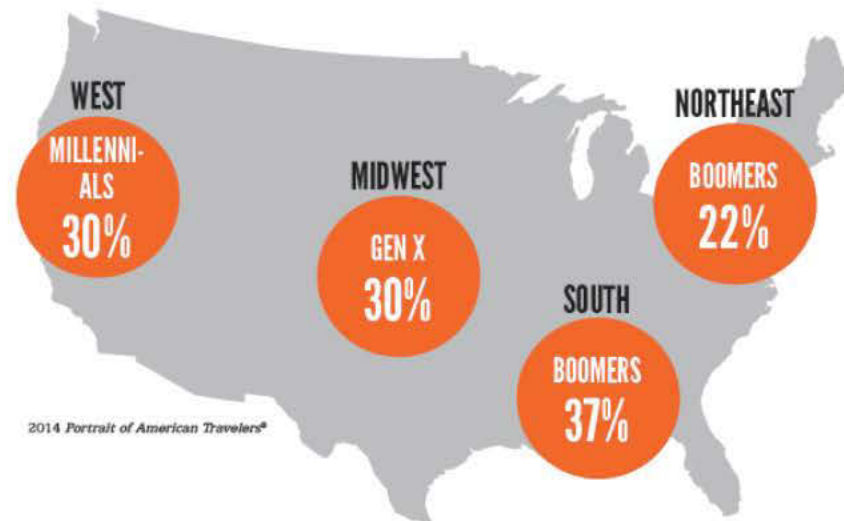 WEST
MILLENNI-
ALS
30%
MIDWEST
GEN X
30%
NORTHEAST
BOOMERS
22%
SOUTH
BOOMERS
37%
2014 Portrait of American Travelers®